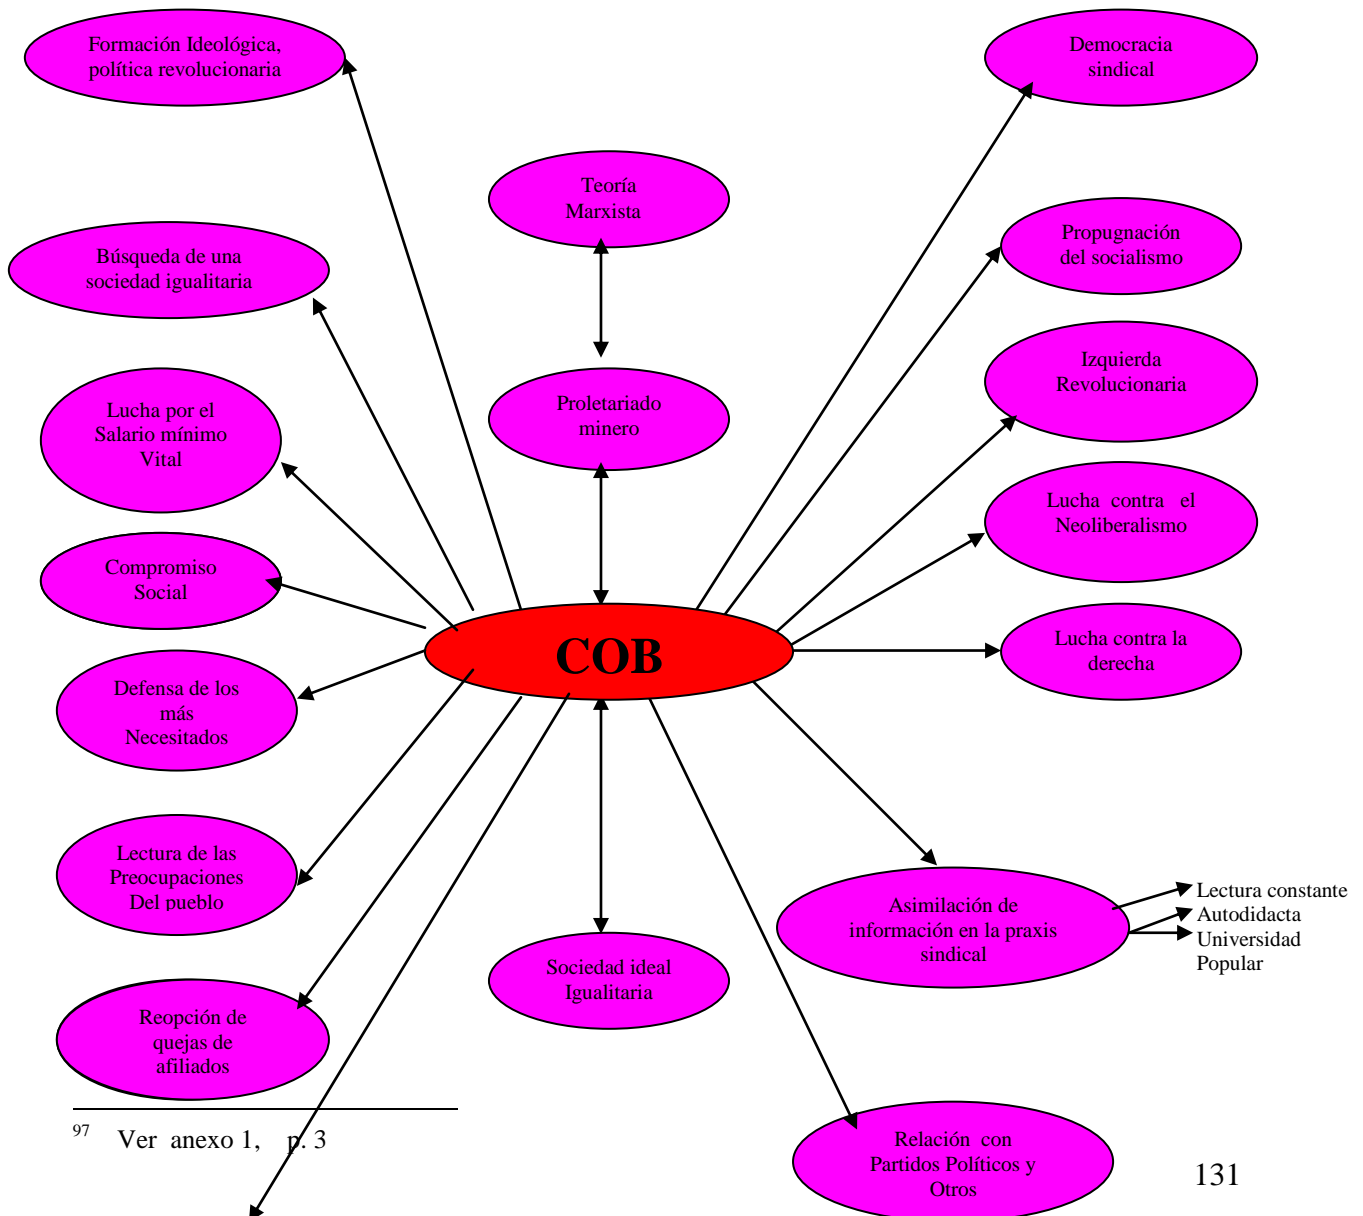 Formación Ideológica,
política revolucionaria
Democracia
sindical
Teoría
Marxista
Búsqueda de una
sociedad igualitaria
Propugnación
del socialismo
Izquierda
Revolucionaria
Lucha por el
Salario mínimo
Vital
Proletariado
minero
Lucha contra el
Neoliberalismo
Compromiso
Social
COB
Lucha contra la
derecha
Defensa de los
más
Necesitados
Lectura de las
Preocupaciones
Del pueblo
Asimilación de
información en la praxis
sindical
Lectura constante
Autodidacta
Universidad
Popular
Sociedad ideal
Igualitaria
Reopción de
quejas de
afiliados
97 Ver anexo 1, p. 3
Relación con
Partidos Políticos y
Otros
131